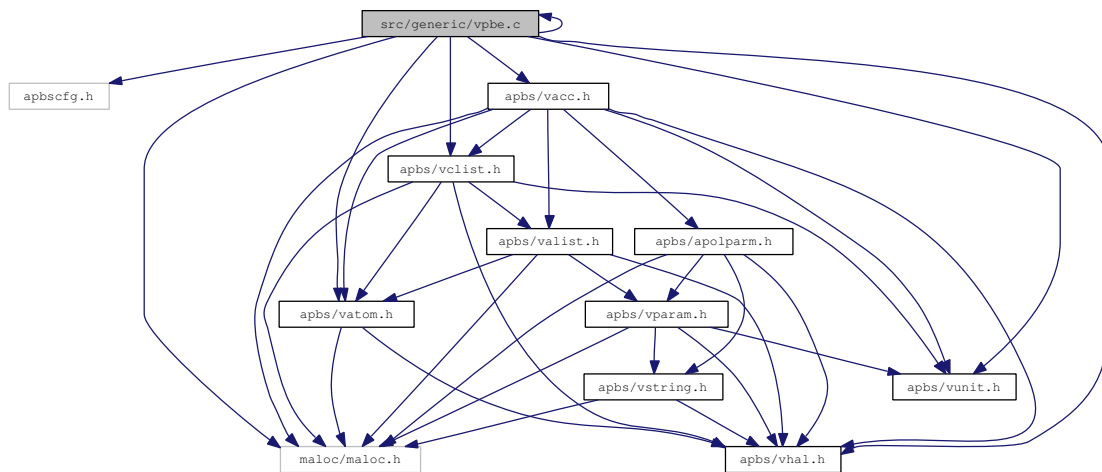 src/generic/vpbe.c
apbscfg.h
apbs/vacc.h
apbs/vclist.h
apbs/valist.h
apbs/apolparm.h
apbs/vatom.h
apbs/vparam.h
apbs/vstring.h
apbs/vunit.h
maloc/maloc.h
apbs/vhal.h